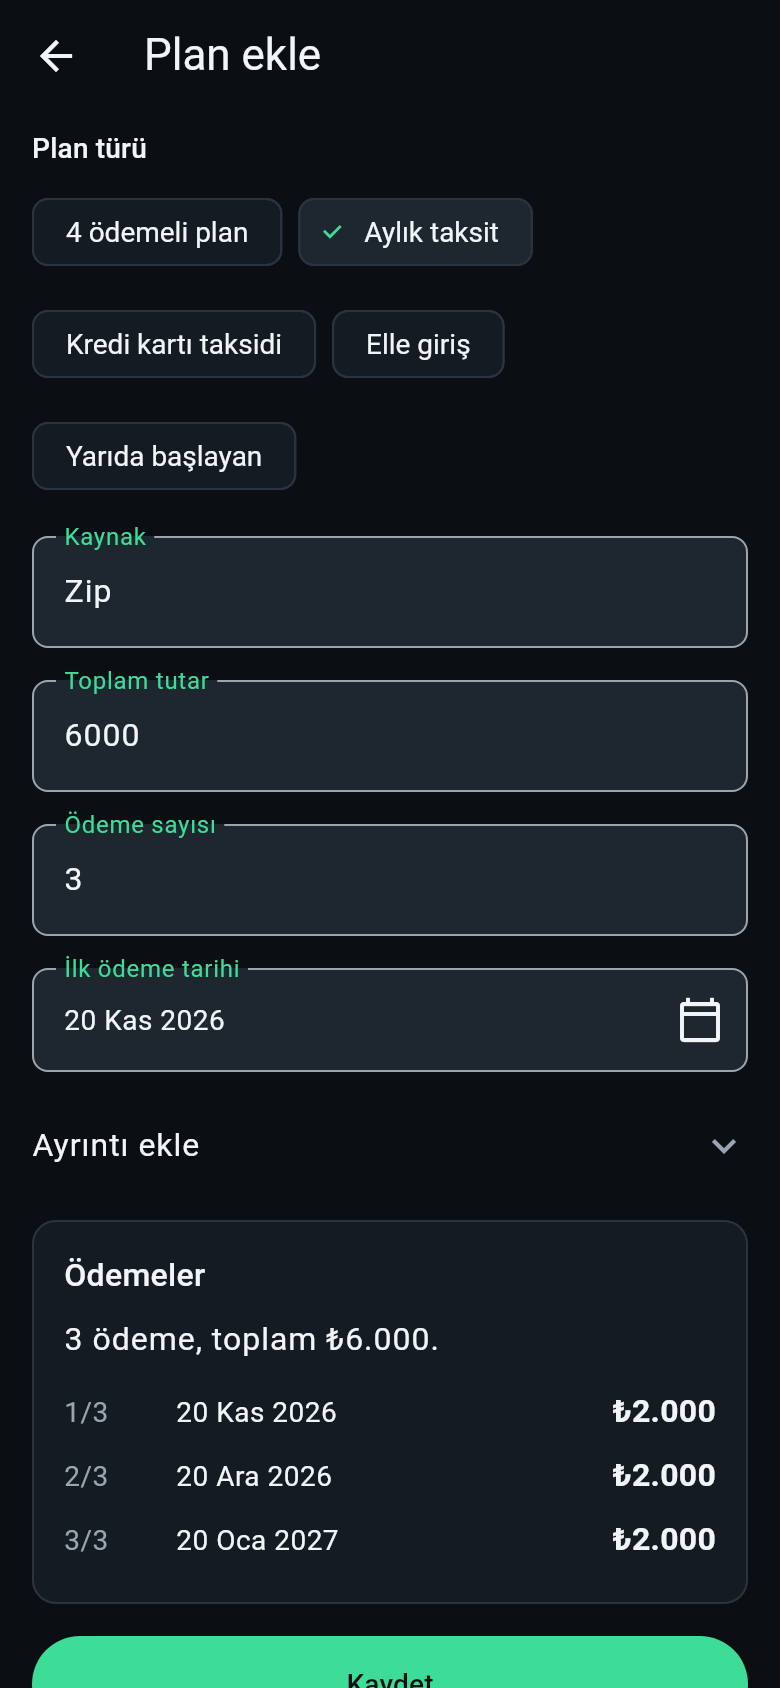 Plan ekle
Plan türü
4 ödemeli plan
Aylık taksit
Kredi kartı taksidi
Elle giriş
Yarıda başlayan
Kaynak
Zip
Toplam tutar
6000
Ödeme sayısı
3
İlk ödeme tarihi
20 Kas 2026
Ayrıntı ekle
Ödemeler
3 ödeme, toplam ₺6.000.
1/3 20 Kas 2026 ₺2.000
2/3 20 Ara 2026 ₺2.000
3/3 20 Oca 2027 ₺2.000
Kaydet